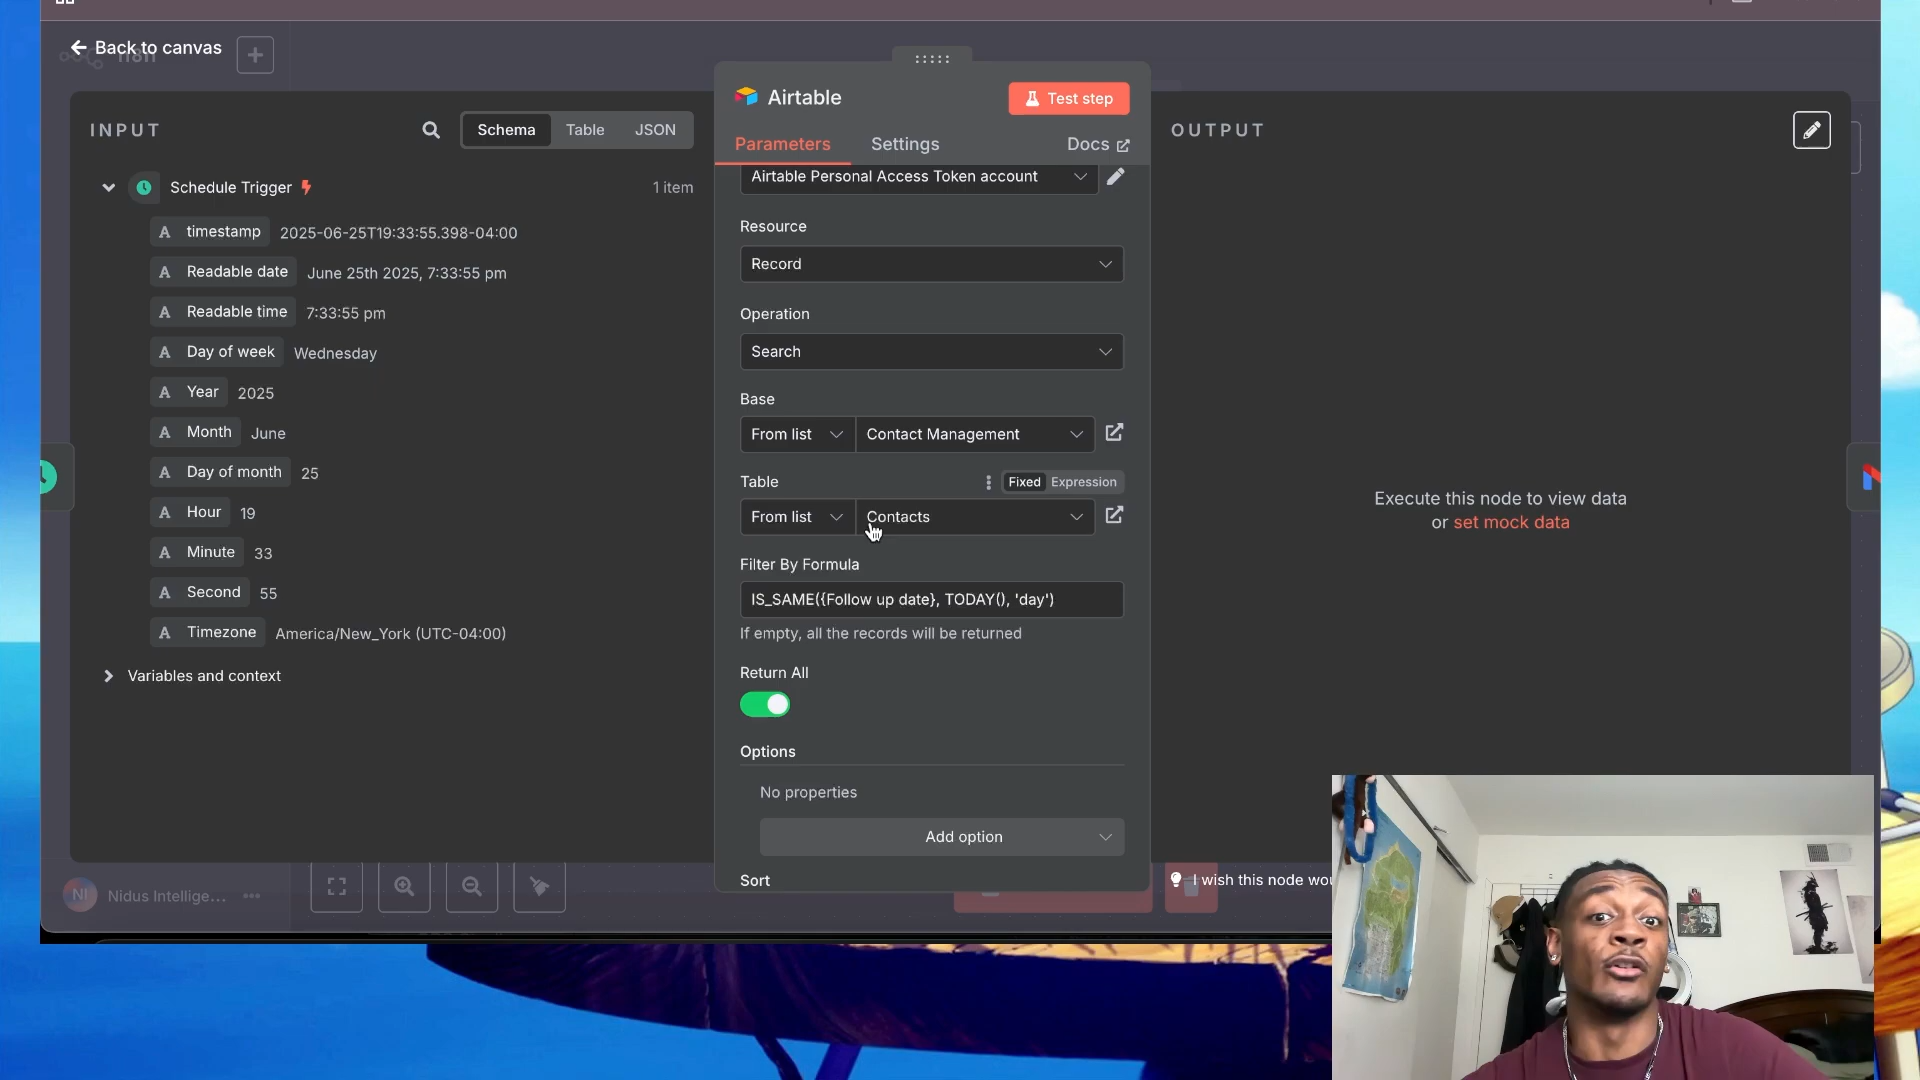 Back to canvas
n8n
INPUT
Schema
Table
JSON
Schedule Trigger
1 item
timestamp
2025-06-25T19:33:55.398-04:00
Readable date
June 25th 2025, 7:33:55 pm
Readable time
7:33:55 pm
Day of week
Wednesday
Year
2025
Month
June
Day of month
25
Hour
19
Minute
33
Second
55
Timezone
America/New_York (UTC-04:00)
Variables and context
NI
Nidus Intellige...
Airtable
Test step
Parameters
Settings
Docs
Airtable Personal Access Token account
Resource
Record
Operation
Search
Base
From list
Contact Management
Table
Fixed
Expression
From list
Contacts
Filter By Formula
IS_SAME({Follow up date}, TODAY(), 'day')
If empty, all the records will be returned
Return All
Options
No properties
Add option
Sort
OUTPUT
Execute this node to view data
or set mock data
I wish this node wou